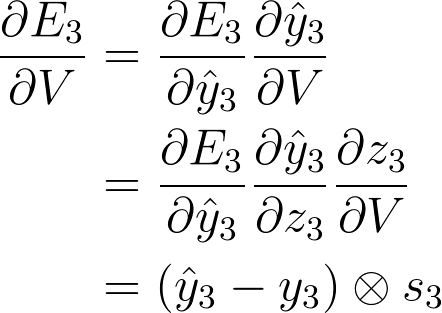 ∂E₃/∂V = ∂E₃/∂ŷ₃ ∂ŷ₃/∂V
= ∂E₃/∂ŷ₃ ∂ŷ₃/∂z₃ ∂z₃/∂V
= (ŷ₃ − y₃) ⊗ s₃